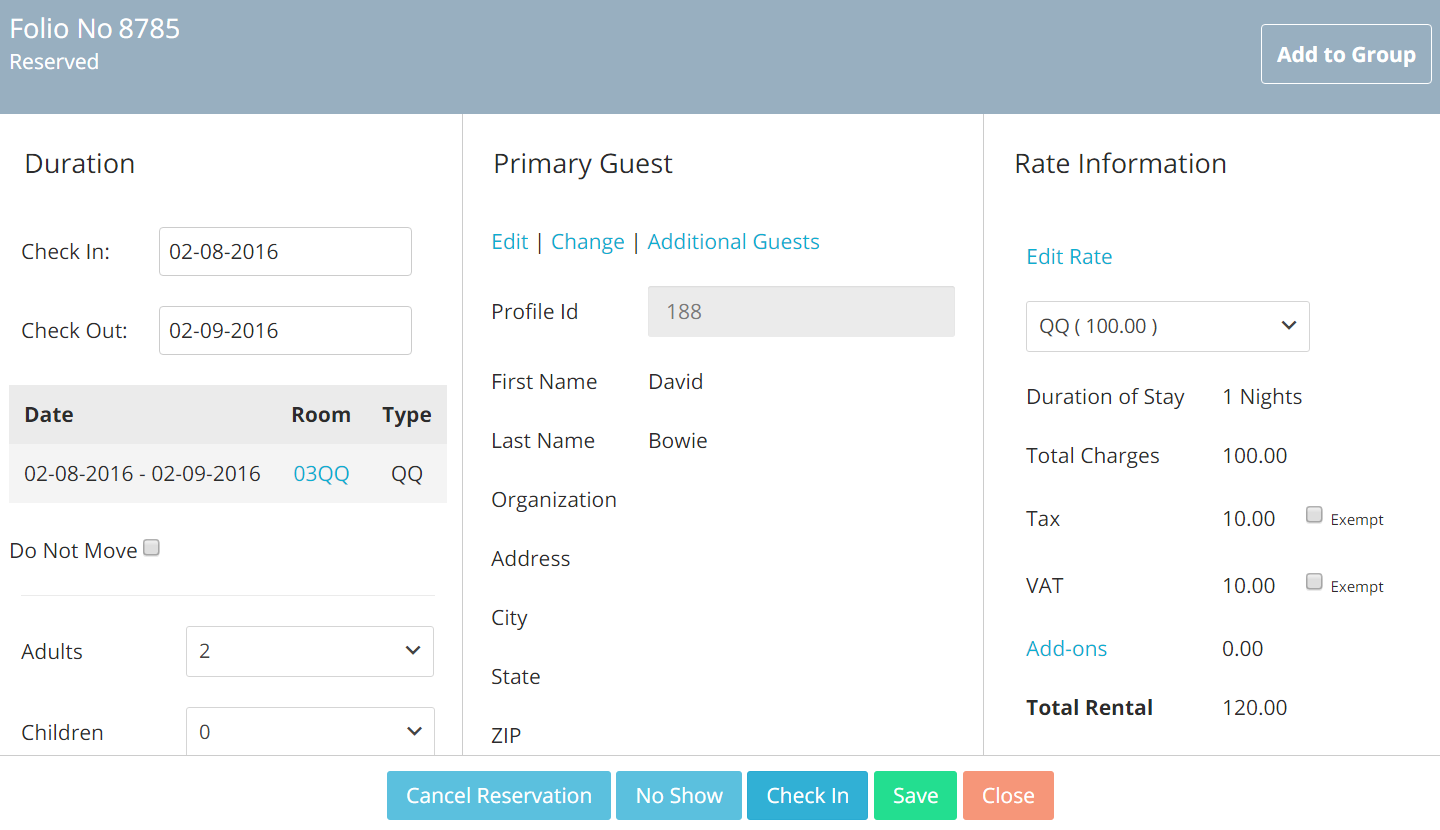 Folio No 8785
Reserved
Add to Group
Duration
Check In: 02-08-2016
Check Out: 02-09-2016
Date Room Type
02-08-2016 - 02-09-2016 03QQ QQ
Do Not Move
Adults 2
Children 0
Primary Guest
Edit | Change | Additional Guests
Profile Id 188
First Name David
Last Name Bowie
Organization
Address
City
State
ZIP
Rate Information
Edit Rate
QQ ( 100.00 )
Duration of Stay 1 Nights
Total Charges 100.00
Tax 10.00 Exempt
VAT 10.00 Exempt
Add-ons 0.00
Total Rental 120.00
Cancel Reservation No Show Check In Save Close